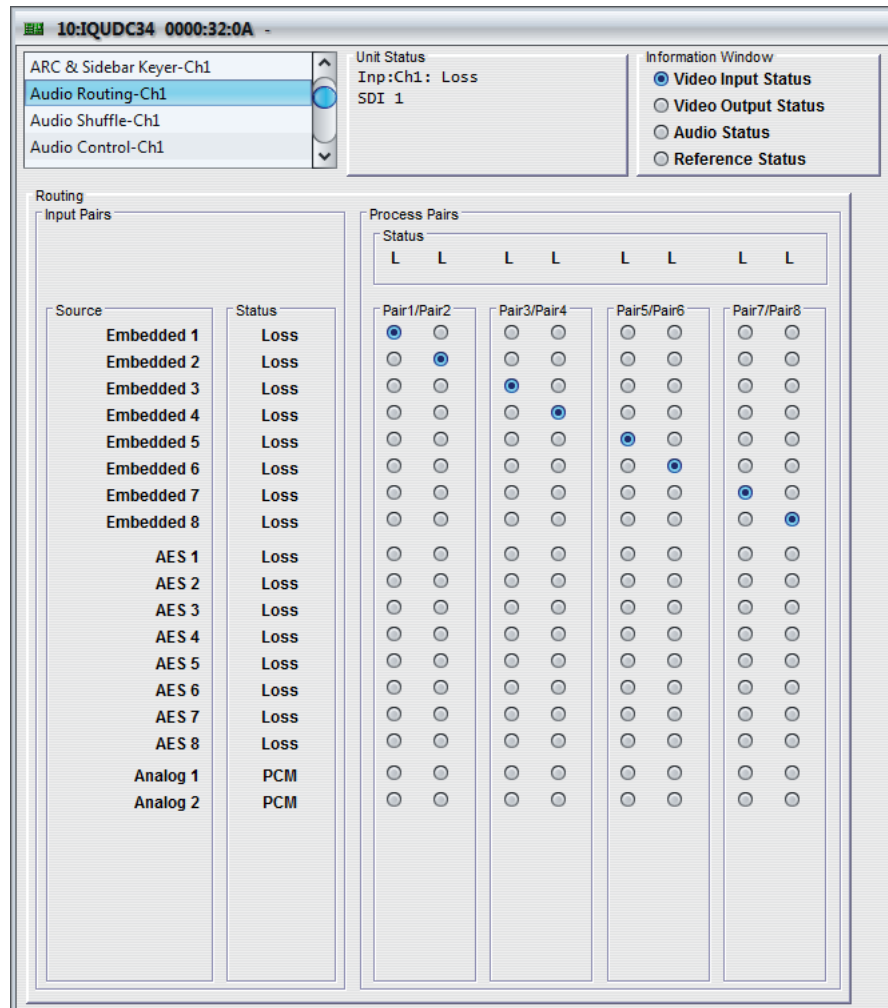 10:IQUDC34 0000:32:0A -
ARC & Sidebar Keyer-Ch1
Audio Routing-Ch1
Audio Shuffle-Ch1
Audio Control-Ch1
Unit Status
Inp:Ch1: Loss
SDI 1
Information Window
Video Input Status
Video Output Status
Audio Status
Reference Status
Routing
Input Pairs
Process Pairs
Status
L L L L L L L L
Source Status Pair1/Pair2 Pair3/Pair4 Pair5/Pair6 Pair7/Pair8
Embedded 1 Loss
Embedded 2 Loss
Embedded 3 Loss
Embedded 4 Loss
Embedded 5 Loss
Embedded 6 Loss
Embedded 7 Loss
Embedded 8 Loss
AES 1 Loss
AES 2 Loss
AES 3 Loss
AES 4 Loss
AES 5 Loss
AES 6 Loss
AES 7 Loss
AES 8 Loss
Analog 1 PCM
Analog 2 PCM